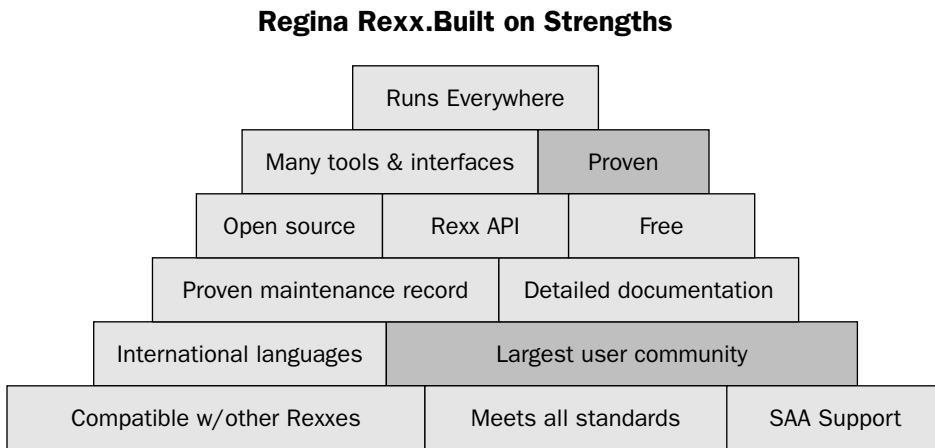 Regina Rexx.Built on Strengths
Runs Everywhere
Many tools & interfaces Proven
Open source Rexx API Free
Proven maintenance record Detailed documentation
International languages Largest user community
Compatible w/other Rexxes Meets all standards SAA Support